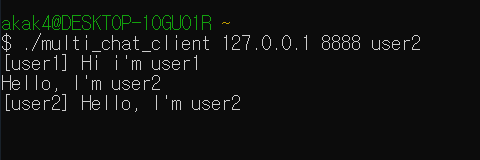 akak4@DESKTOP-10GU01R ~
$ ./multi_chat_client 127.0.0.1 8888 user2
[user1] Hi i'm user1
Hello, I'm user2
[user2] Hello, I'm user2